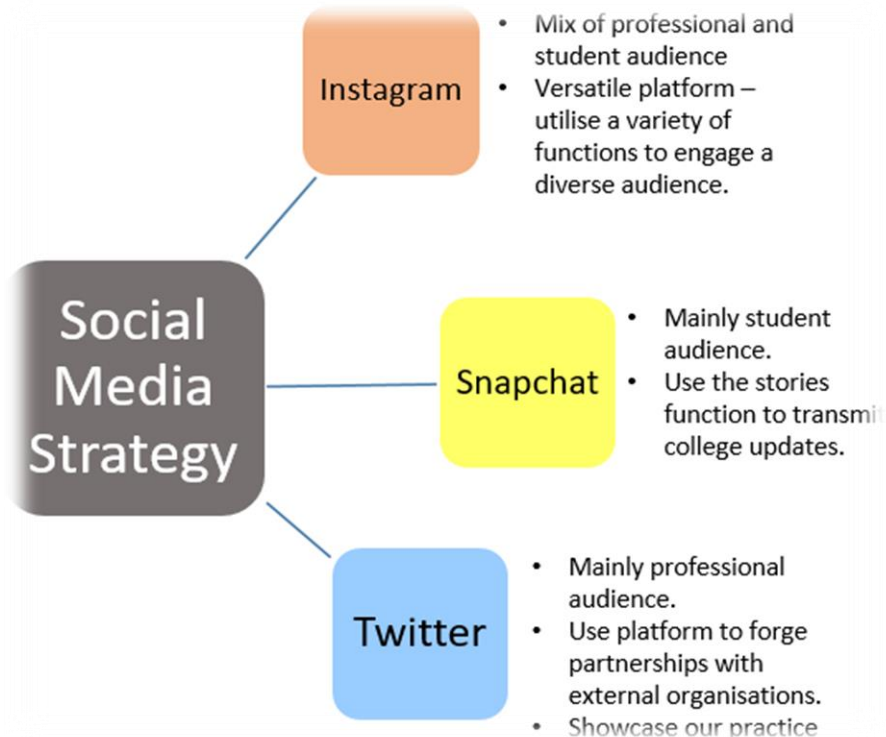 Social
Media
Strategy
Instagram
• Mix of professional and
student audience
• Versatile platform –
utilise a variety of
functions to engage a
diverse audience.
Snapchat
• Mainly student
audience.
• Use the stories
function to transmit
college updates.
Twitter
• Mainly professional
audience.
• Use platform to forge
partnerships with
external organisations.
• Showcase our practice